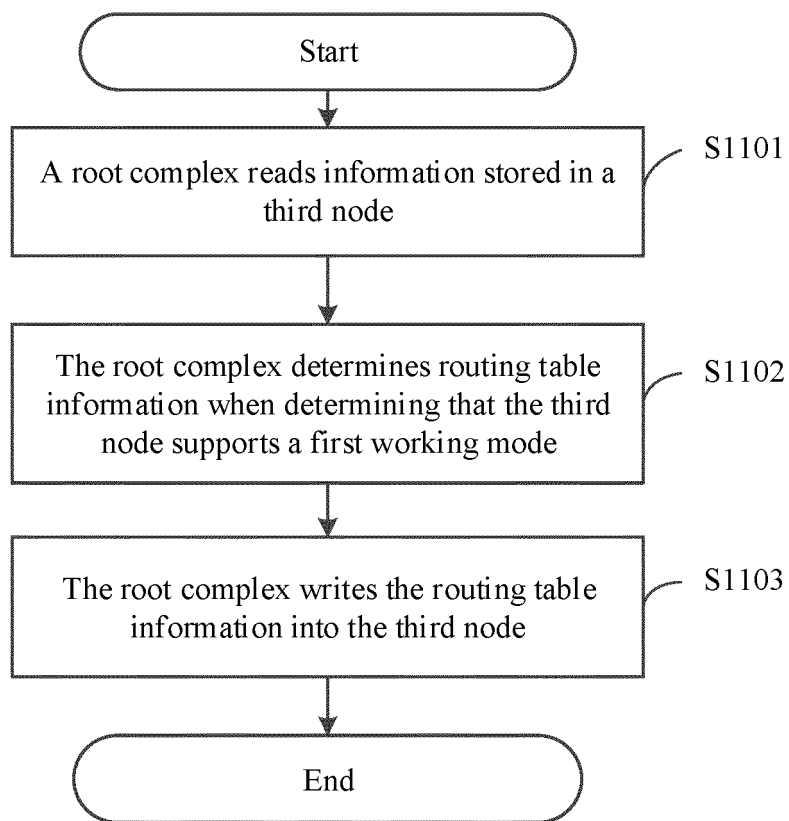 Start
A root complex reads information stored in a
third node
S1101
The root complex determines routing table
information when determining that the third
node supports a first working mode
S1102
The root complex writes the routing table
information into the third node
S1103
End